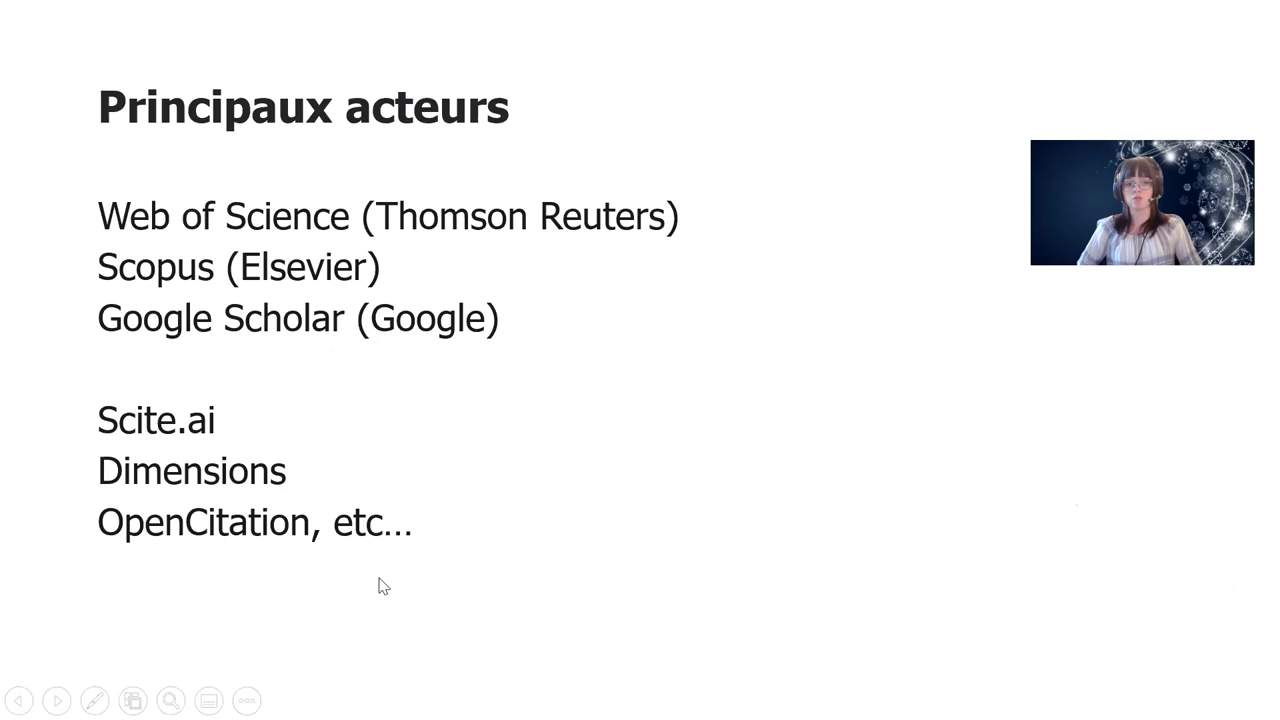 Principaux acteurs
Web of Science (Thomson Reuters)
Scopus (Elsevier)
Google Scholar (Google)
Scite.ai
Dimensions
OpenCitation, etc...